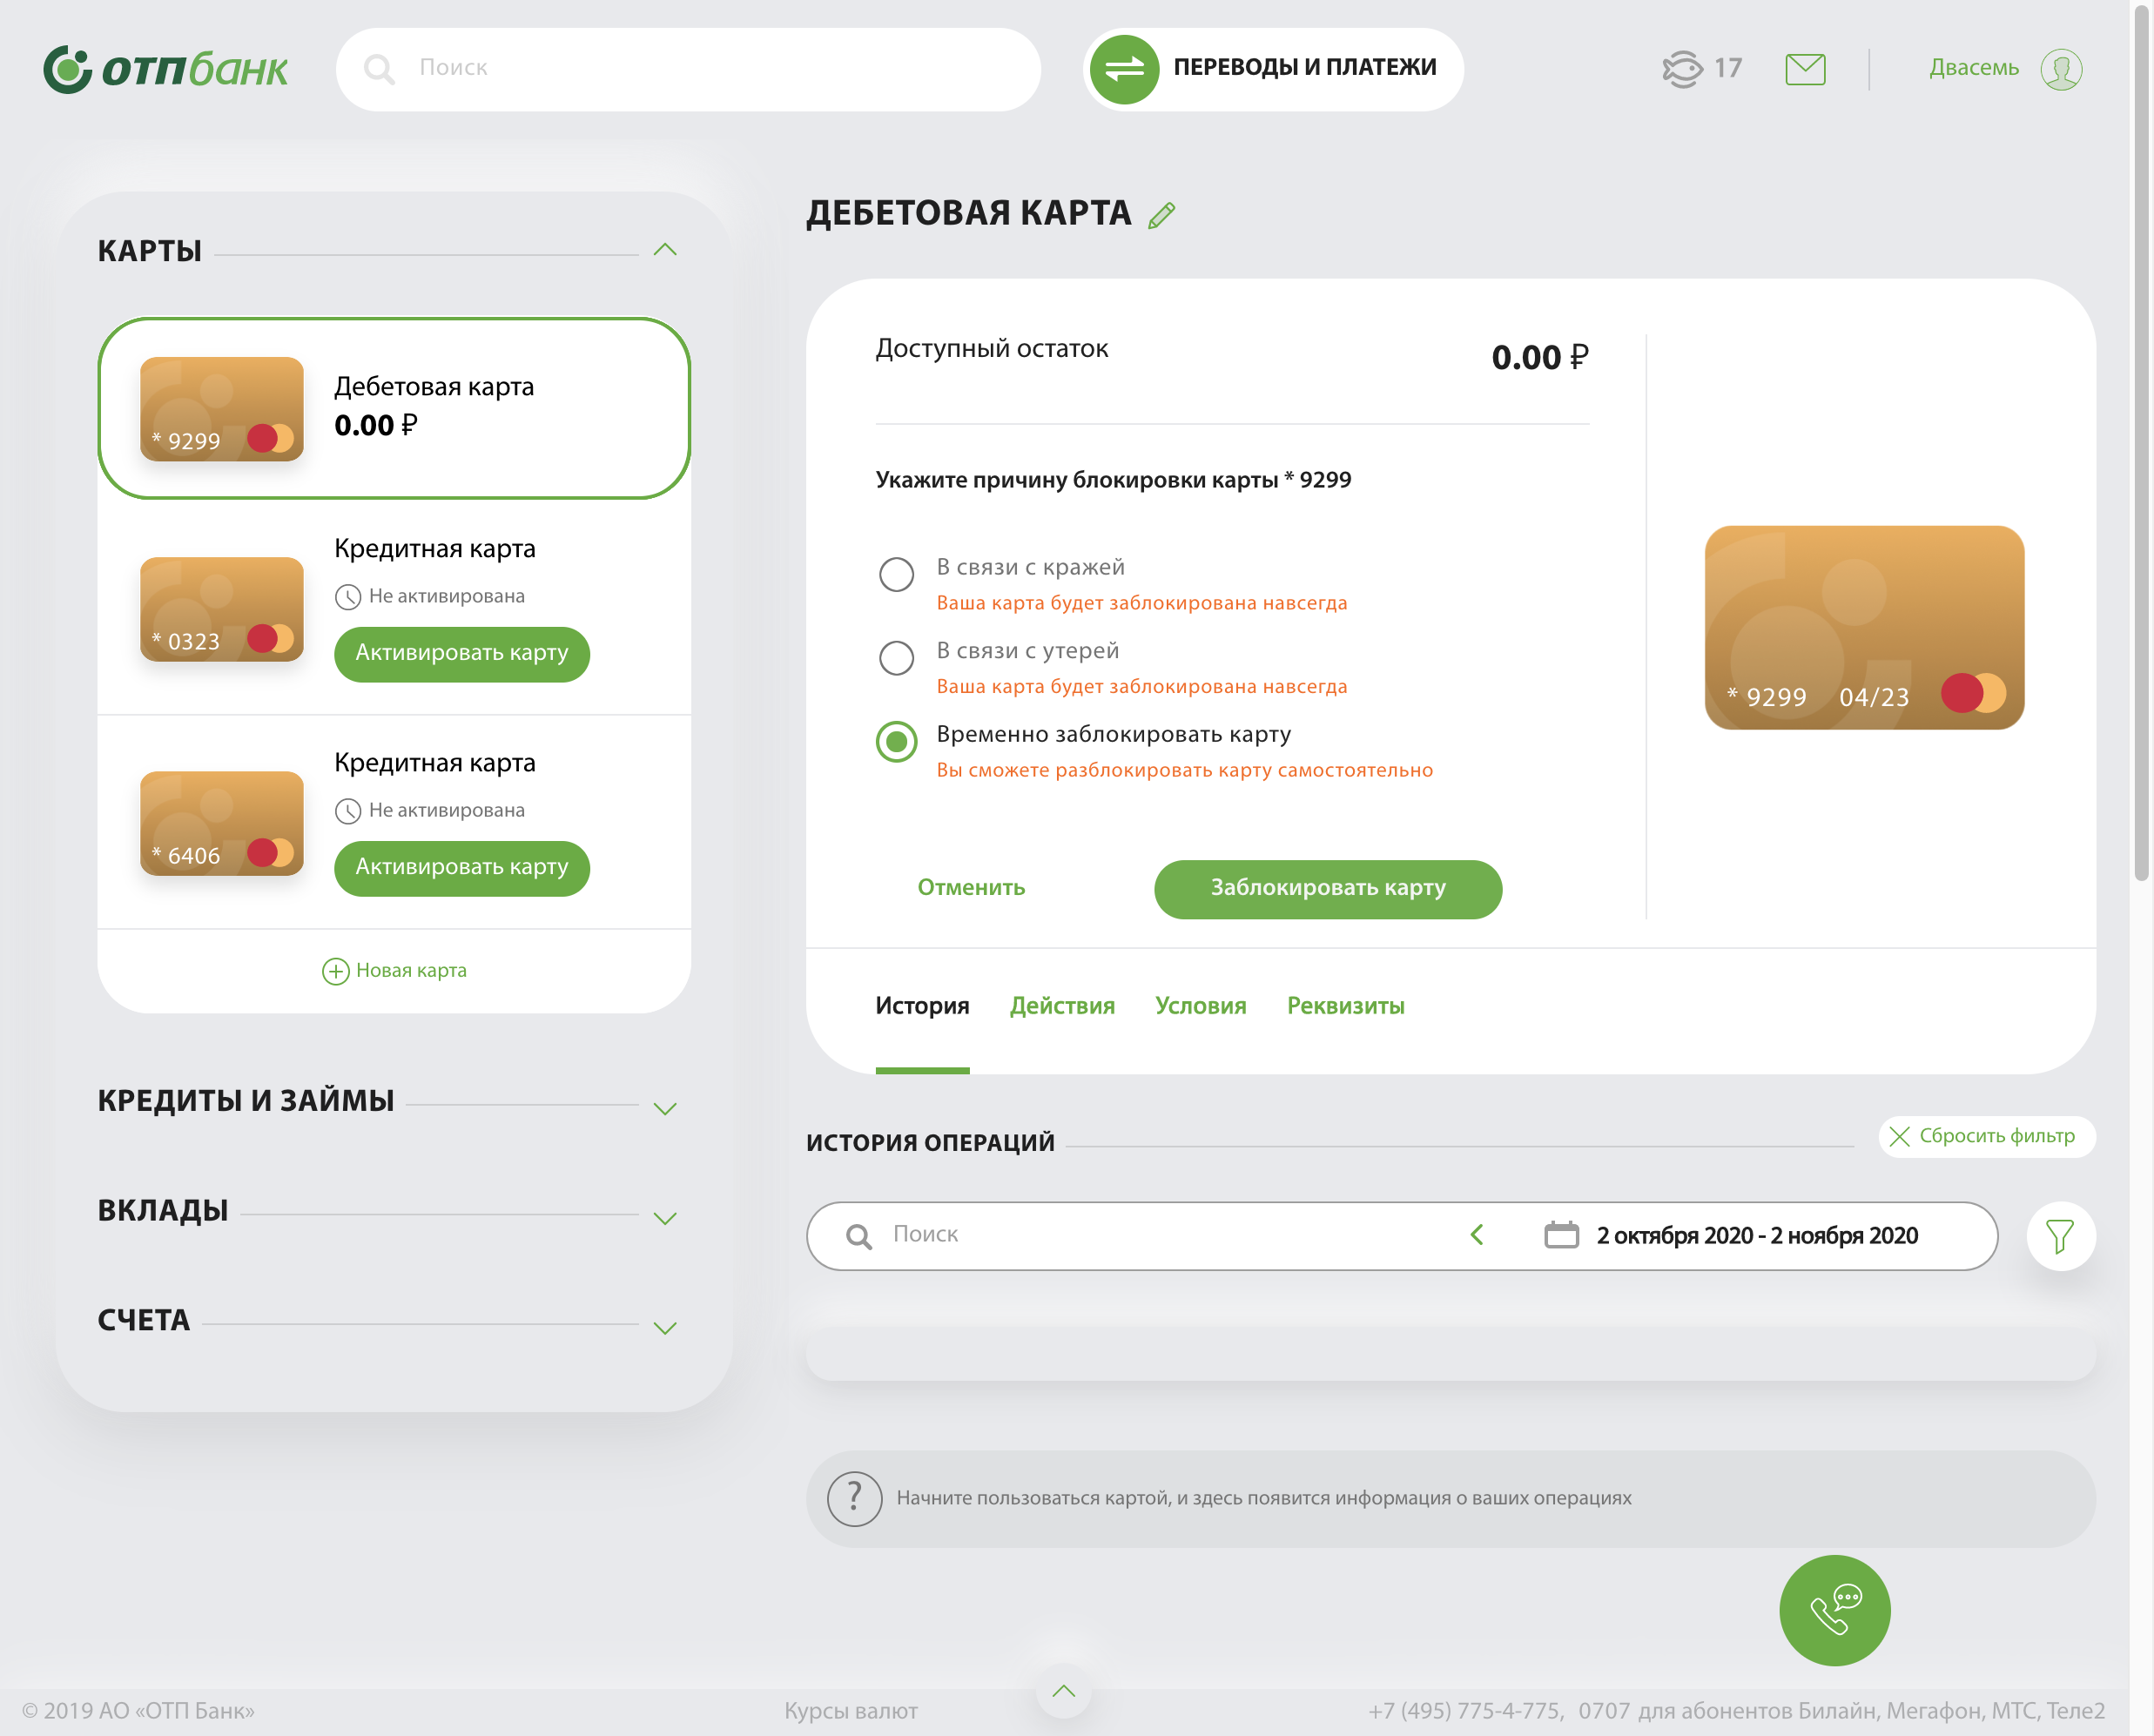 ОТПбанк
Поиск
ПЕРЕВОДЫ И ПЛАТЕЖИ
17
Двасемь
КАРТЫ
* 9299
Дебетовая карта
0.00 ₽
* 0323
Кредитная карта
Не активирована
Активировать карту
* 6406
Кредитная карта
Не активирована
Активировать карту
Новая карта
КРЕДИТЫ И ЗАЙМЫ
ВКЛАДЫ
СЧЕТА
ДЕБЕТОВАЯ КАРТА
Доступный остаток
0.00 ₽
Укажите причину блокировки карты * 9299
В связи с кражей
Ваша карта будет заблокирована навсегда
В связи с утерей
Ваша карта будет заблокирована навсегда
Временно заблокировать карту
Вы сможете разблокировать карту самостоятельно
Отменить
Заблокировать карту
* 9299 04/23
История
Действия
Условия
Реквизиты
ИСТОРИЯ ОПЕРАЦИЙ
Сбросить фильтр
Поиск
2 октября 2020 - 2 ноября 2020
?
Начните пользоваться картой, и здесь появится информация о ваших операциях
© 2019 АО «ОТП Банк»
Курсы валют
+7 (495) 775-4-775, 0707 для абонентов Билайн, Мегафон, МТС, Теле2